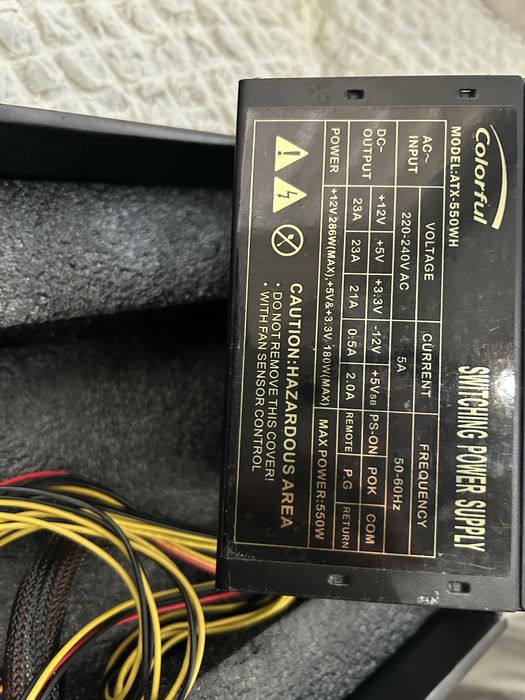 Colorful
SWITCHING POWER SUPPLY
MODEL:ATX-550WH
AC~ INPUT VOLTAGE CURRENT FREQUENCY
220-240V AC 5A 50-60Hz
DC⎓ OUTPUT +12V +5V +3.3V -12V +5VSB PS-ON POK COM
23A 23A 21A 0.5A 2.0A REMOTE P.G RETURN
POWER +12V:286W(MAX),+5V&+3.3V:180W(MAX) MAX POWER:550W
CAUTION:HAZARDOUS AREA
• DO NOT REMOVE THIS COVER!
• WITH FAN SENSOR CONTROL